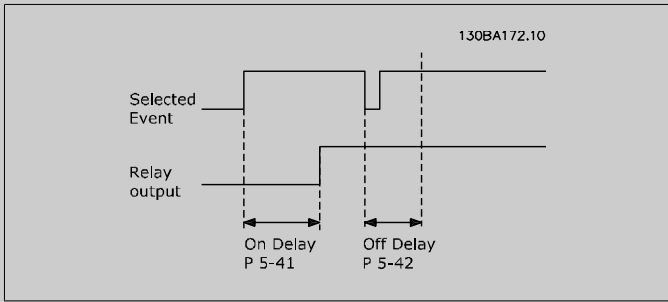 130BA172.10
Selected
Event
Relay
output
On Delay
P 5-41
Off Delay
P 5-42